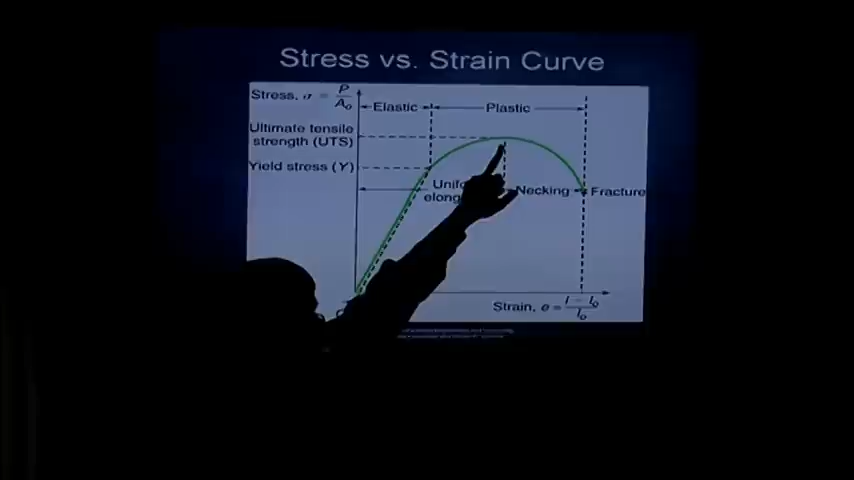 Stress vs. Strain Curve
Stress, σ = P / A₀
Elastic
Plastic
Ultimate tensile
strength (UTS)
Yield stress (Y)
Necking
Fracture
Strain, e = l - l₀ / l₀